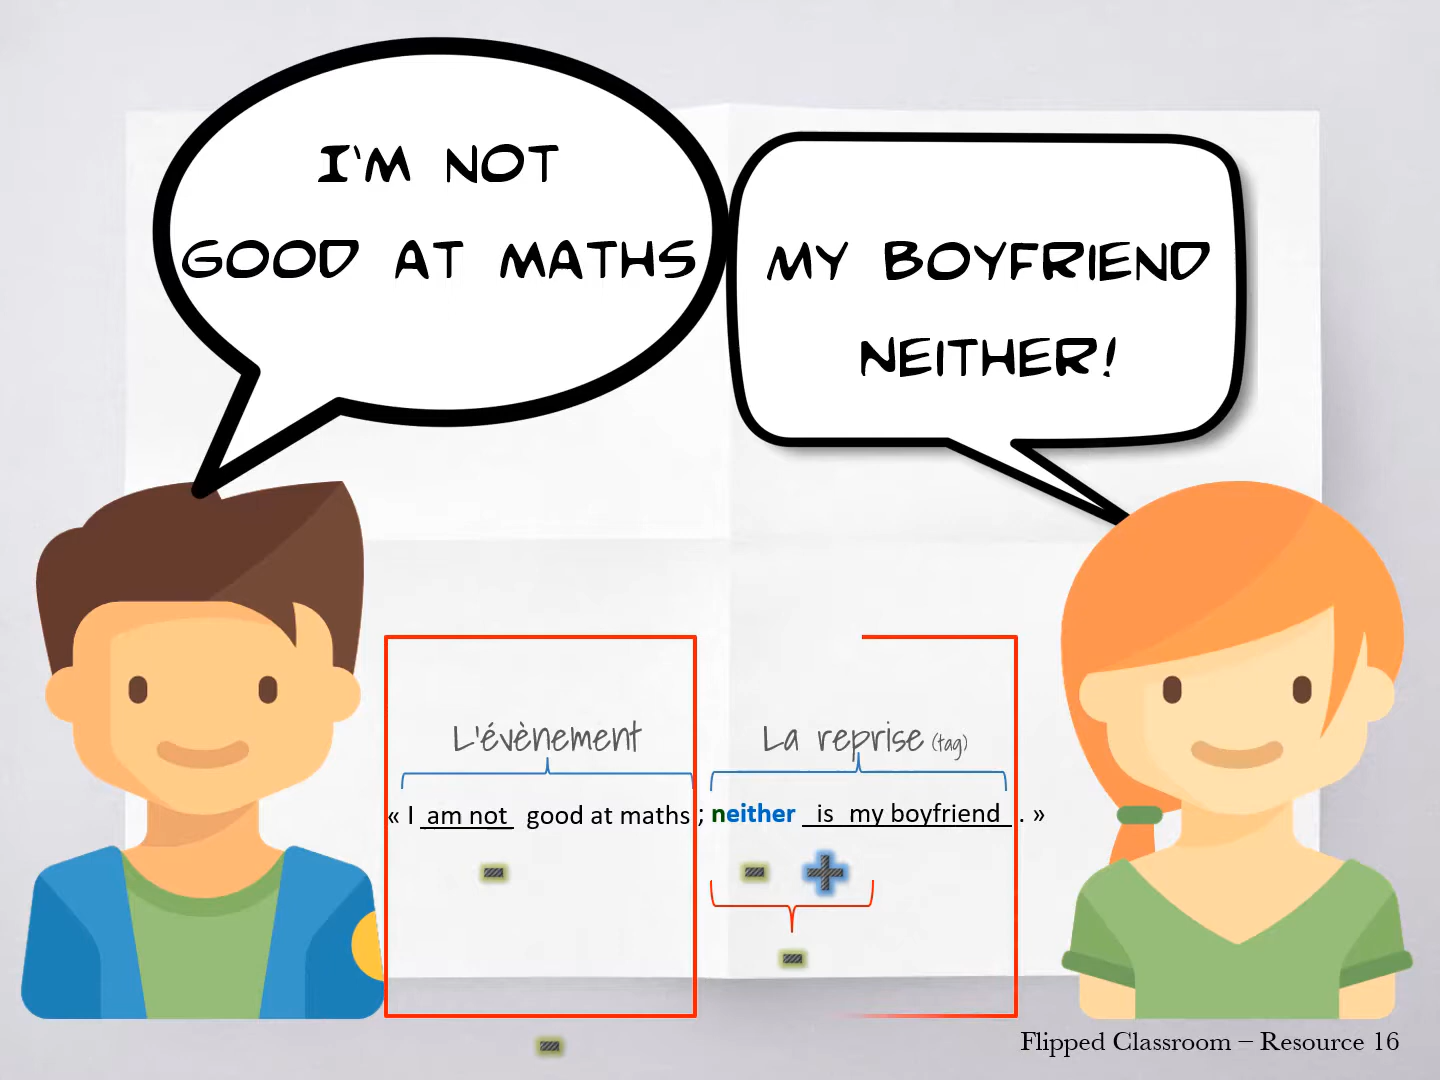 I'M NOT
GOOD AT MATHS
MY BOYFRIEND
NEITHER!
L'évènement
La reprise (tag)
« I am not good at maths ; neither is my boyfriend . »
Flipped Classroom – Resource 16